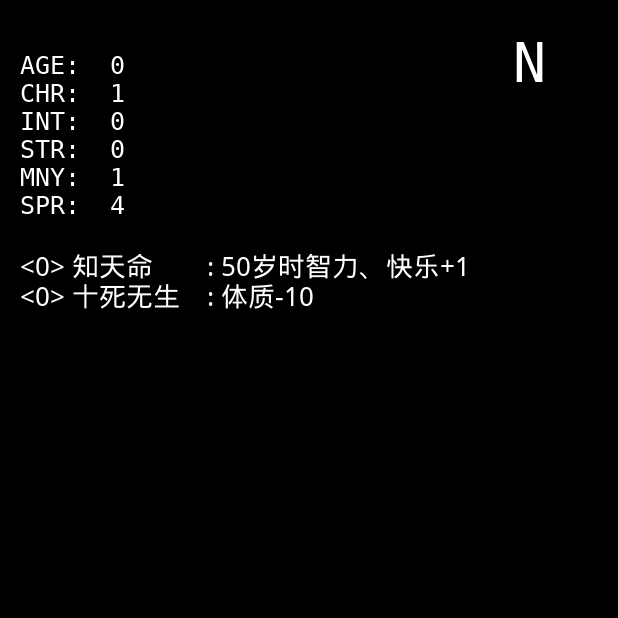 N
AGE: 0
CHR: 1
INT: 0
STR: 0
MNY: 1
SPR: 4
<0> 知天命 : 50岁时智力、快乐+1
<0> 十死无生 : 体质-10